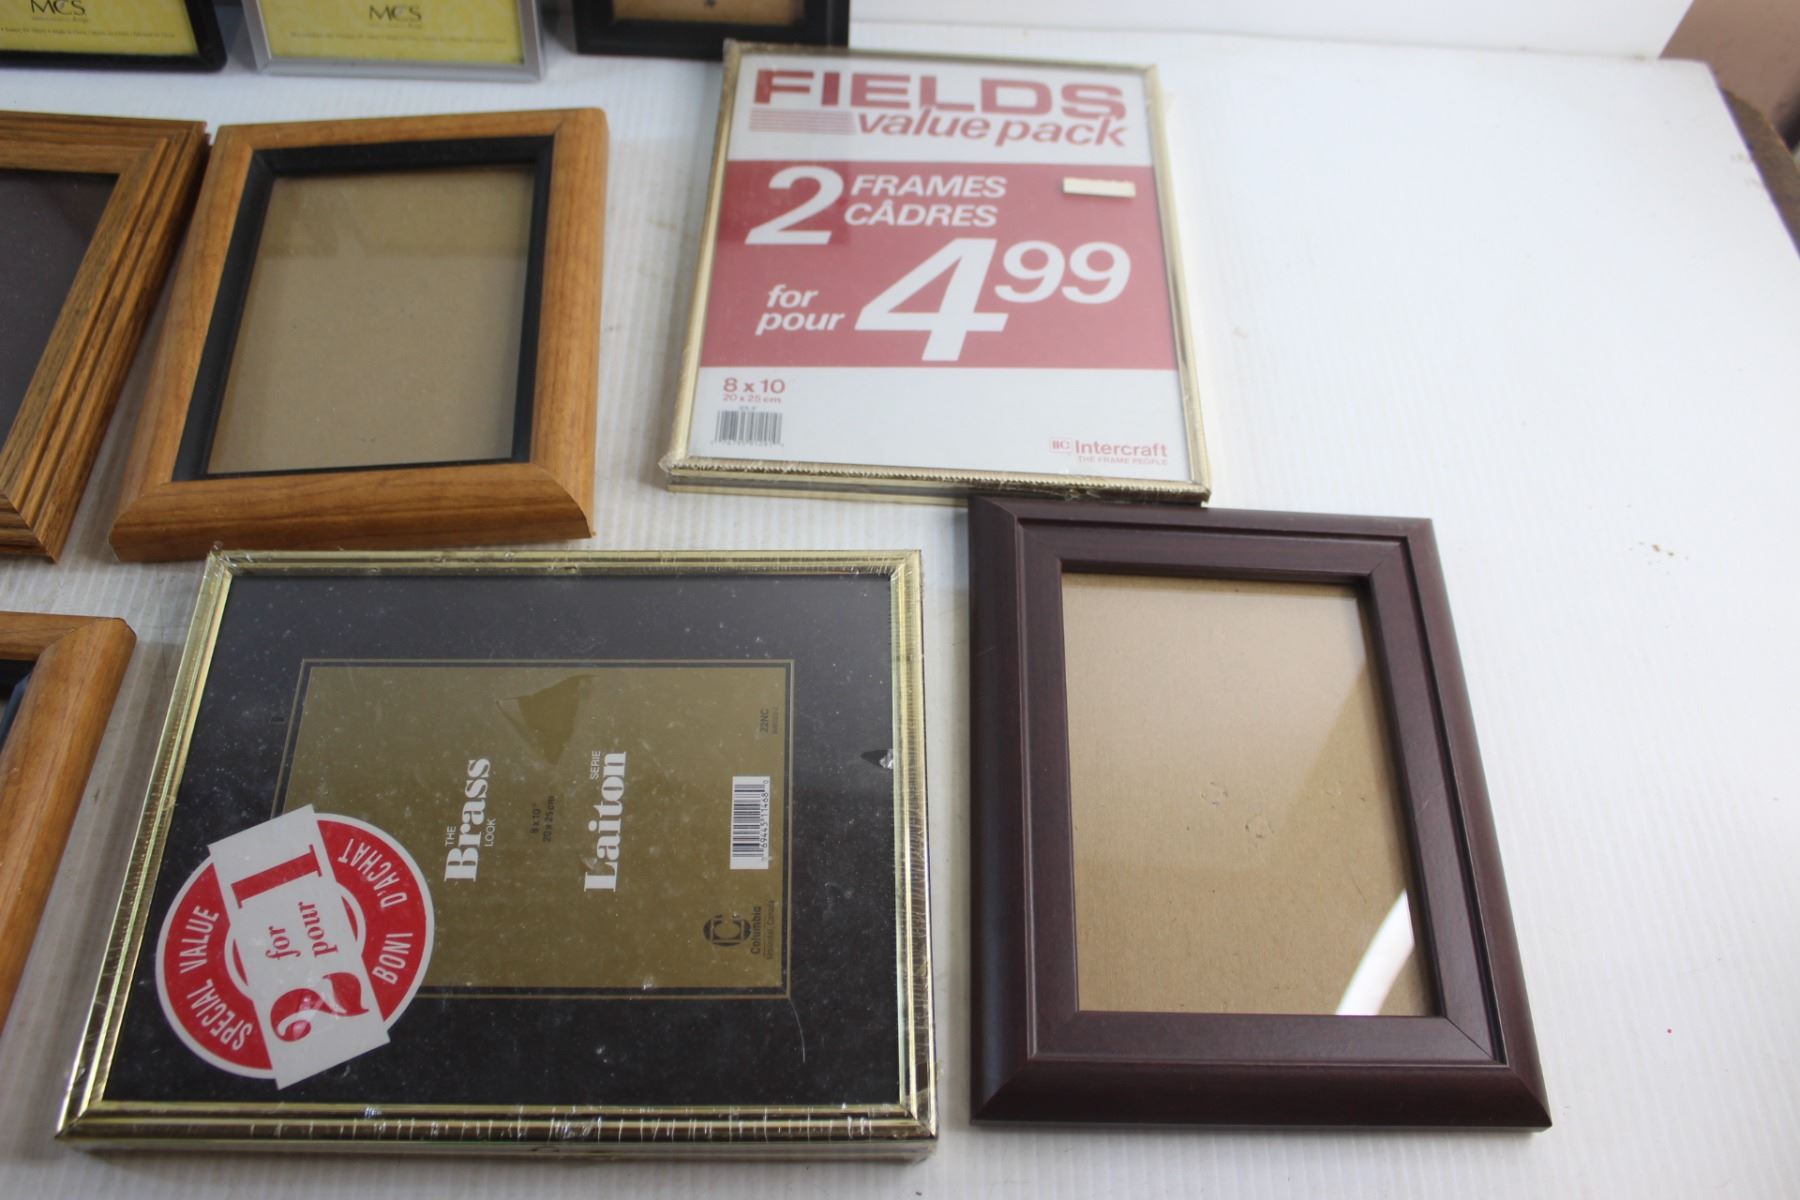 MCS
MCS
FIELDS
value pack
2 FRAMES
CÂDRES
for
pour
4 99
8 x 10
20 x 25 cm
Intercraft
THE FRAME PEOPLE
THE
Brass
LOOK
8 x 10"
20 x 25 cm
SERIE
Laiton
22NC
Columbia
SPECIAL VALUE
2 for 1
pour
BONI D'ACHAT